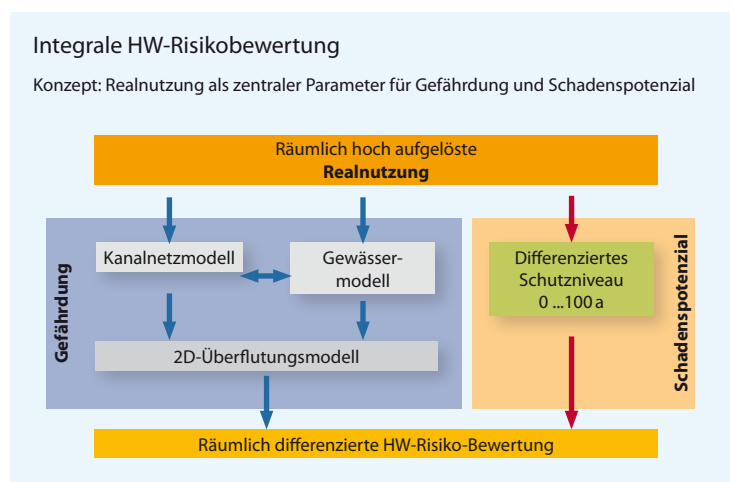 Integrale HW-Risikobewertung
Konzept: Realnutzung als zentraler Parameter für Gefährdung und Schadenspotenzial
Räumlich hoch aufgelöste
Realnutzung
Gefährdung
Kanalnetzmodell
Gewässer-
modell
2D-Überflutungsmodell
Differenziertes
Schutzniveau
0 ...100 a
Schadenspotenzial
Räumlich differenzierte HW-Risiko-Bewertung